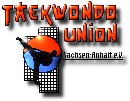 TAEKWONDO
UNION
Sachsen-Anhalt e.V.